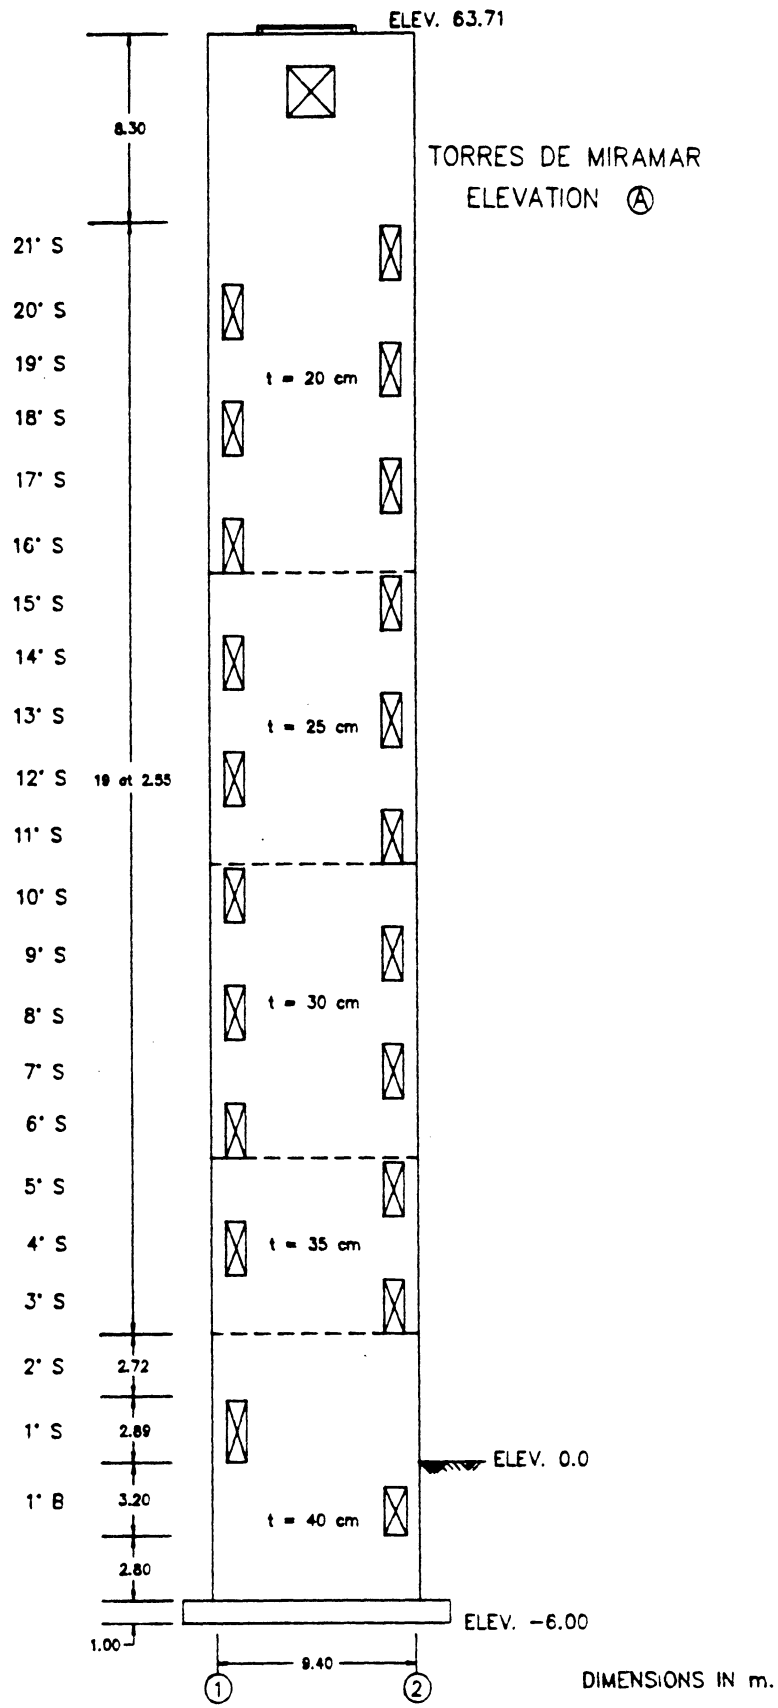 ELEV. 63.71
8.30
TORRES DE MIRAMAR
ELEVATION Ⓐ
21° S
20° S
19° S
t = 20 cm
18° S
17° S
16° S
15° S
14° S
13° S
t = 25 cm
12° S
19 at 2.55
11° S
10° S
9° S
8° S
t = 30 cm
7° S
6° S
5° S
4° S
t = 35 cm
3° S
2° S
2.72
1° S
2.89
ELEV. 0.0
1° B
3.20
t = 40 cm
2.80
ELEV. -6.00
1.00
9.40
1
2
DIMENSIONS IN m.